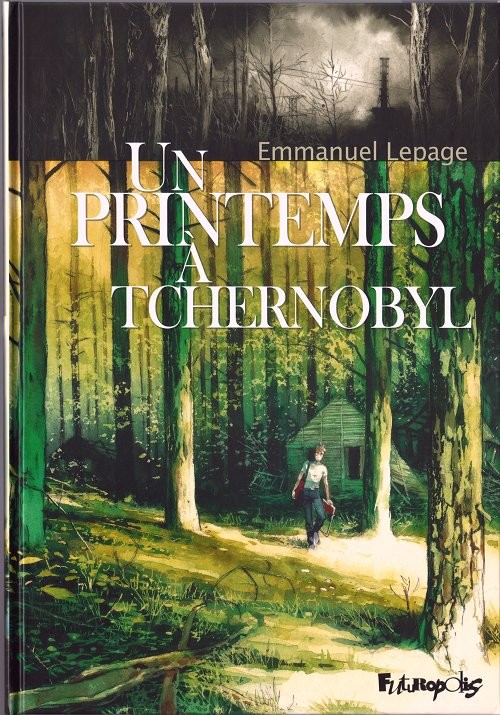 Emmanuel Lepage
UN
PRINTEMPS
À
TCHERNOBYL
FUTUROPOLIS